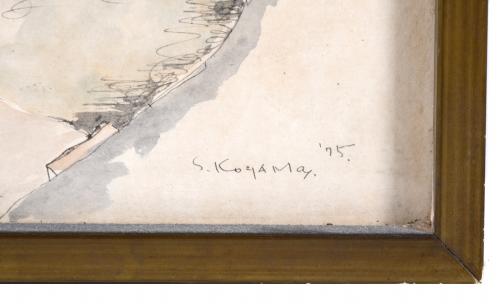 S. KoyaMa, '75.